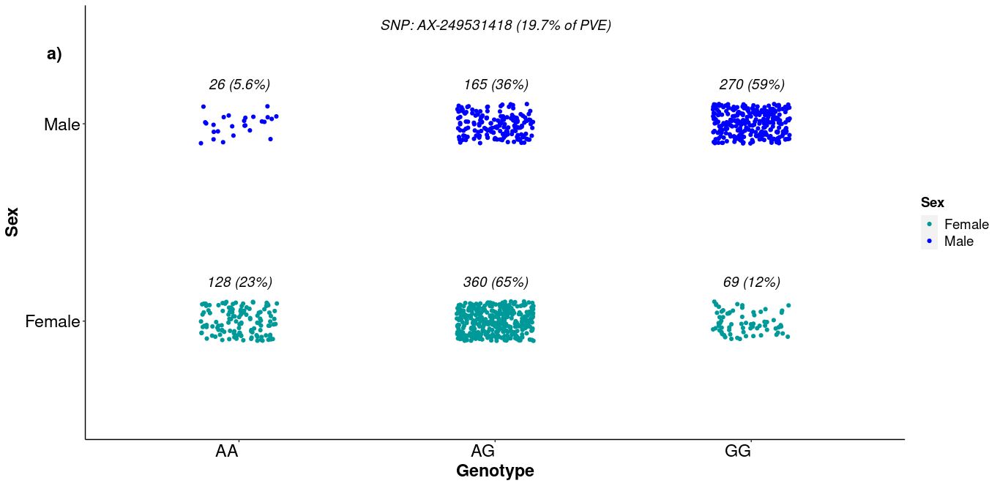 SNP: AX-249531418 (19.7% of PVE)
a)
26 (5.6%)
165 (36%)
270 (59%)
Male
Sex
128 (23%)
360 (65%)
69 (12%)
Female
AA
AG
GG
Genotype
Sex
Female
Male